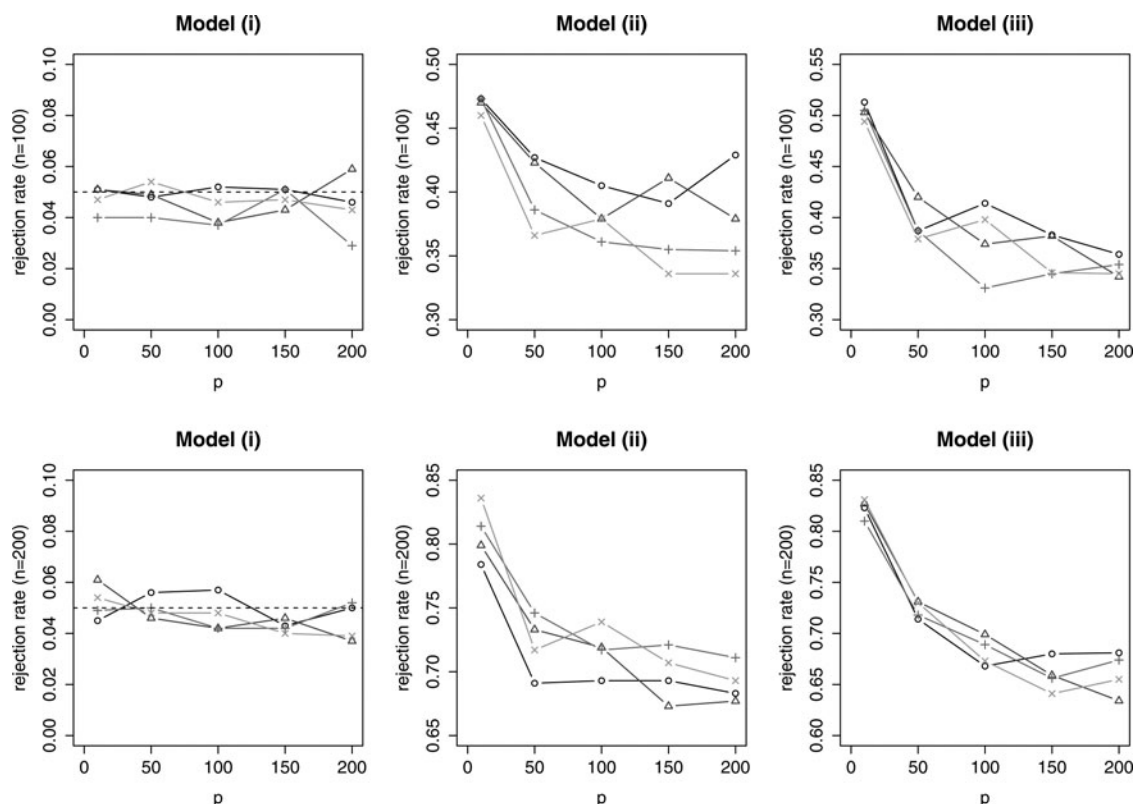 Model (i)
rejection rate (n=100)
0.00 0.02 0.04 0.06 0.08 0.10
0 50 100 150 200
p
Model (ii)
rejection rate (n=100)
0.30 0.35 0.40 0.45 0.50
0 50 100 150 200
p
Model (iii)
rejection rate (n=100)
0.30 0.35 0.40 0.45 0.50 0.55
0 50 100 150 200
p
Model (i)
rejection rate (n=200)
0.00 0.02 0.04 0.06 0.08 0.10
0 50 100 150 200
p
Model (ii)
rejection rate (n=200)
0.65 0.70 0.75 0.80 0.85
0 50 100 150 200
p
Model (iii)
rejection rate (n=200)
0.60 0.65 0.70 0.75 0.80 0.85
0 50 100 150 200
p